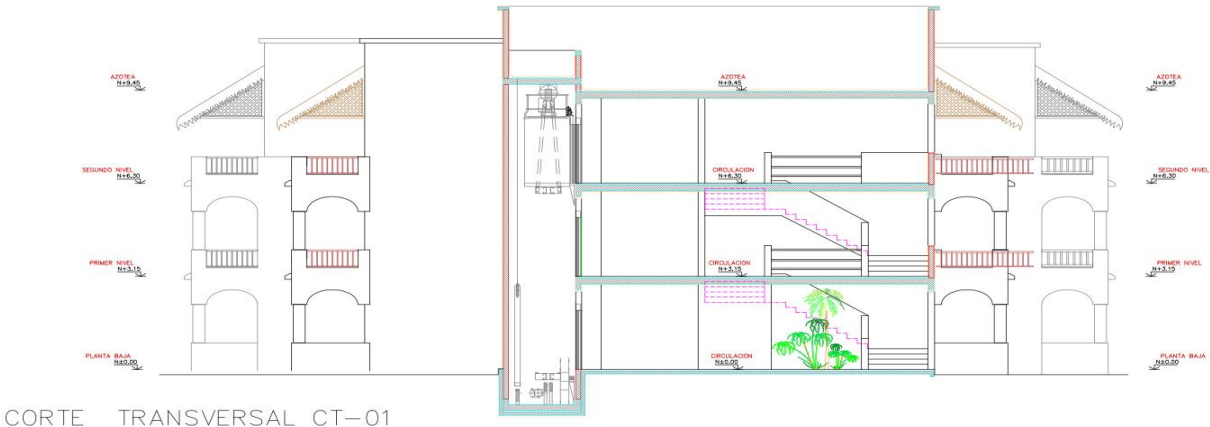 AZOTEA
N+9.45
AZOTEA
N+9.45
AZOTEA
N+9.45
SEGUNDO NIVEL
N+6.30
CIRCULACION
N+6.30
SEGUNDO NIVEL
N+6.30
PRIMER NIVEL
N+3.15
CIRCULACION
N+3.15
PRIMER NIVEL
N+3.15
PLANTA BAJA
N±0.00
CIRCULACION
N±0.00
PLANTA BAJA
N±0.00
CORTE TRANSVERSAL CT-01